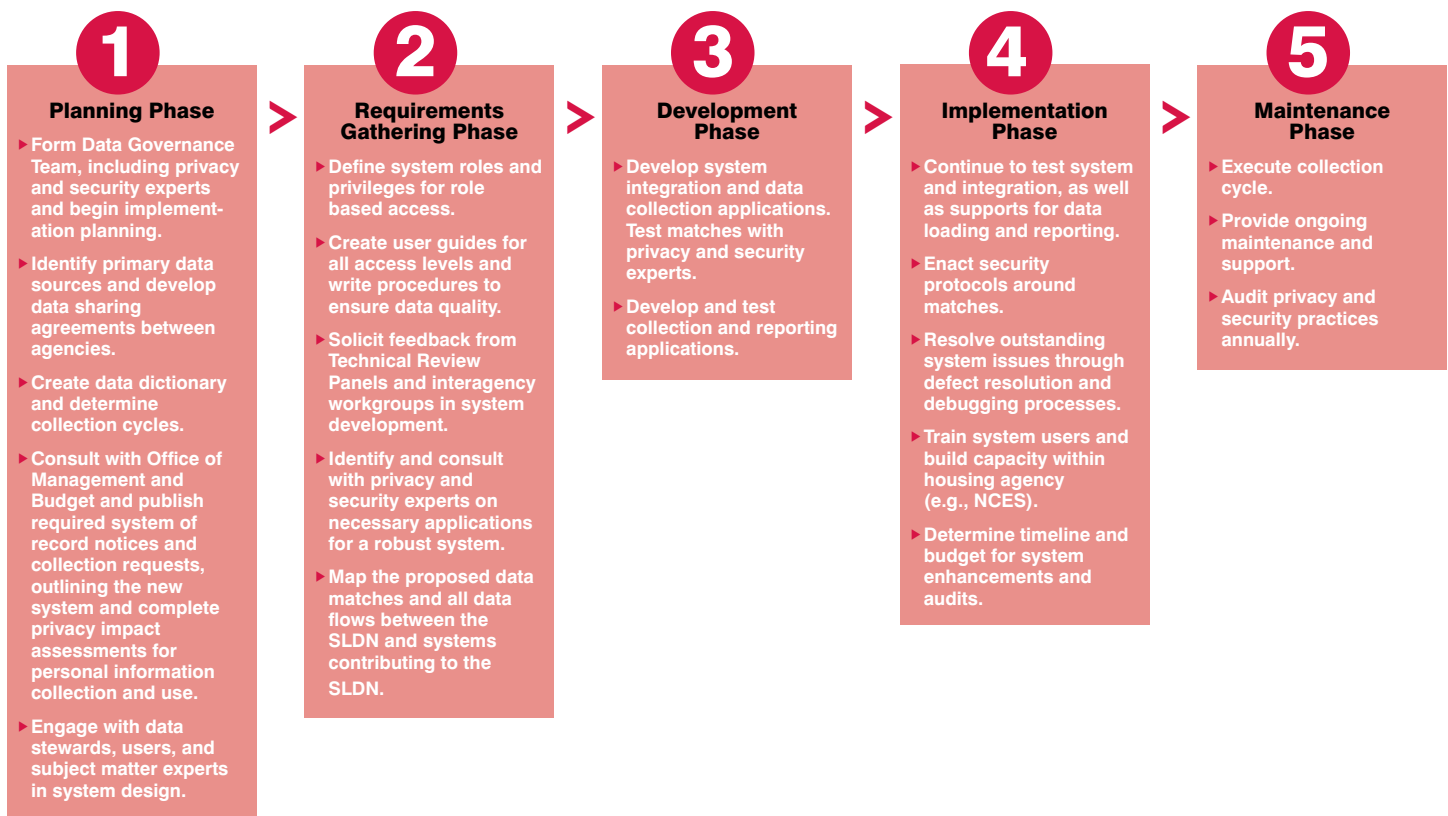 1
Planning Phase
▶Form Data Governance
Team, including privacy
and security experts
and begin implement-
ation planning.
▶Identify primary data
sources and develop
data sharing
agreements between
agencies.
▶Create data dictionary
and determine
collection cycles.
▶Consult with Office of
Management and
Budget and publish
required system of
record notices and
collection requests,
outlining the new
system and complete
privacy impact
assessments for
personal information
collection and use.
▶Engage with data
stewards, users, and
subject matter experts
in system design.
>
2
Requirements
Gathering Phase
▶Define system roles and
privileges for role
based access.
▶Create user guides for
all access levels and
write procedures to
ensure data quality.
▶Solicit feedback from
Technical Review
Panels and interagency
workgroups in system
development.
▶Identify and consult
with privacy and
security experts on
necessary applications
for a robust system.
▶Map the proposed data
matches and all data
flows between the
SLDN and systems
contributing to the
SLDN.
>
3
Development
Phase
▶Develop system
integration and data
collection applications.
Test matches with
privacy and security
experts.
▶Develop and test
collection and reporting
applications.
>
4
Implementation
Phase
▶Continue to test system
and integration, as well
as supports for data
loading and reporting.
▶Enact security
protocols around
matches.
▶Resolve outstanding
system issues through
defect resolution and
debugging processes.
▶Train system users and
build capacity within
housing agency
(e.g., NCES).
▶Determine timeline and
budget for system
enhancements and
audits.
>
5
Maintenance
Phase
▶Execute collection
cycle.
▶Provide ongoing
maintenance and
support.
▶Audit privacy and
security practices
annually.